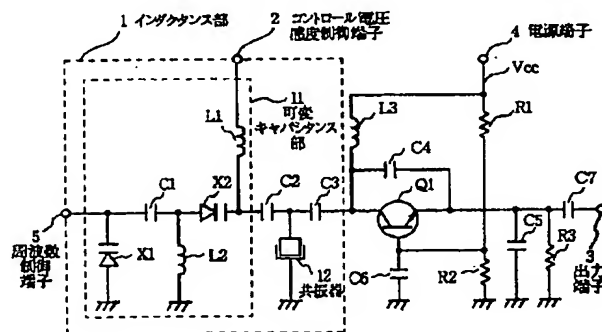 1 インダクタンス部
2 コントロール電圧
感度制御端子
4 電源端子
Vcc
11
可変
キャパシタンス
部
L1
L3
R1
C4
C1
X2
C2
C3
Q1
C7
5
周波数
制御
端子
X1
L2
12
共振器
C6
R2
C5
R3
3
出力
端子